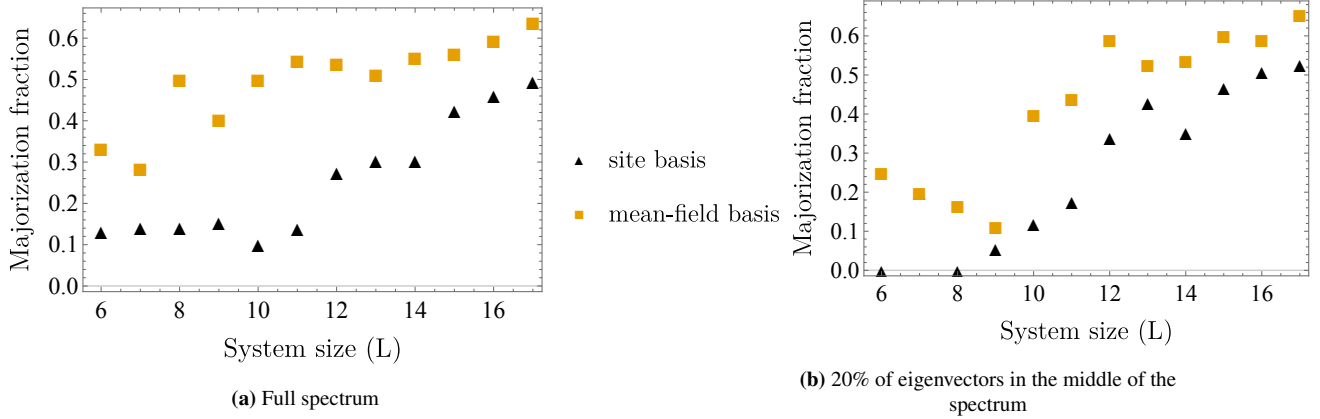 Majorization fraction
0.6
0.5
0.4
0.3
0.2
0.1
0.0
6 8 10 12 14 16
System size (L)
(a) Full spectrum
site basis
mean-field basis
Majorization fraction
0.6
0.5
0.4
0.3
0.2
0.1
0.0
6 8 10 12 14 16
System size (L)
(b) 20% of eigenvectors in the middle of the
spectrum